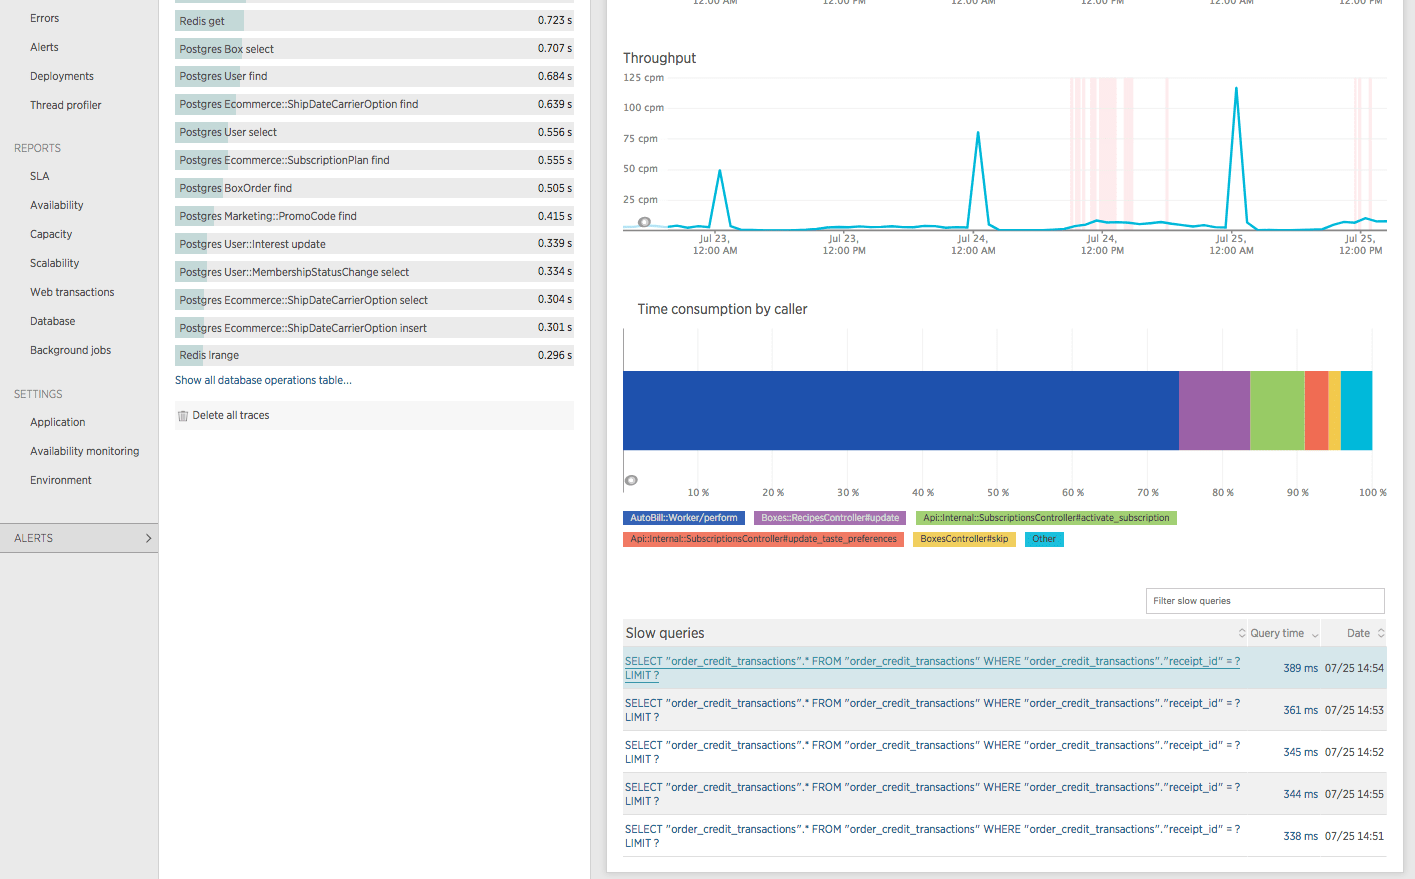 Errors
Alerts
Deployments
Thread profiler
REPORTS
SLA
Availability
Capacity
Scalability
Web transactions
Database
Background jobs
SETTINGS
Application
Availability monitoring
Environment
ALERTS
Redis get 0.723 s
Postgres Box select 0.707 s
Postgres User find 0.684 s
Postgres Ecommerce::ShipDateCarrierOption find 0.639 s
Postgres User select 0.556 s
Postgres Ecommerce::SubscriptionPlan find 0.555 s
Postgres BoxOrder find 0.505 s
Postgres Marketing::PromoCode find 0.415 s
Postgres User::Interest update 0.339 s
Postgres User::MembershipStatusChange select 0.334 s
Postgres Ecommerce::ShipDateCarrierOption select 0.304 s
Postgres Ecommerce::ShipDateCarrierOption insert 0.301 s
Redis lrange 0.296 s
Show all database operations table...
Delete all traces
12:00 AM 12:00 PM 12:00 AM 12:00 PM 12:00 AM 12:00 PM
Throughput
125 cpm
100 cpm
75 cpm
50 cpm
25 cpm
Jul 23, Jul 23, Jul 24, Jul 24, Jul 25, Jul 25,
12:00 AM 12:00 PM 12:00 AM 12:00 PM 12:00 AM 12:00 PM
Time consumption by caller
10 % 20 % 30 % 40 % 50 % 60 % 70 % 80 % 90 % 100 %
AutoBill::Worker/perform Boxes::RecipesController#update Api::Internal::SubscriptionsController#activate_subscription
Api::Internal::SubscriptionsController#update_taste_preferences BoxesController#skip Other
Filter slow queries
Slow queries Query time Date
SELECT "order_credit_transactions".* FROM "order_credit_transactions" WHERE "order_credit_transactions"."receipt_id" = ?
LIMIT ?
389 ms 07/25 14:54
SELECT "order_credit_transactions".* FROM "order_credit_transactions" WHERE "order_credit_transactions"."receipt_id" = ?
LIMIT ?
361 ms 07/25 14:53
SELECT "order_credit_transactions".* FROM "order_credit_transactions" WHERE "order_credit_transactions"."receipt_id" = ?
LIMIT ?
345 ms 07/25 14:52
SELECT "order_credit_transactions".* FROM "order_credit_transactions" WHERE "order_credit_transactions"."receipt_id" = ?
LIMIT ?
344 ms 07/25 14:55
SELECT "order_credit_transactions".* FROM "order_credit_transactions" WHERE "order_credit_transactions"."receipt_id" = ?
LIMIT ?
338 ms 07/25 14:51